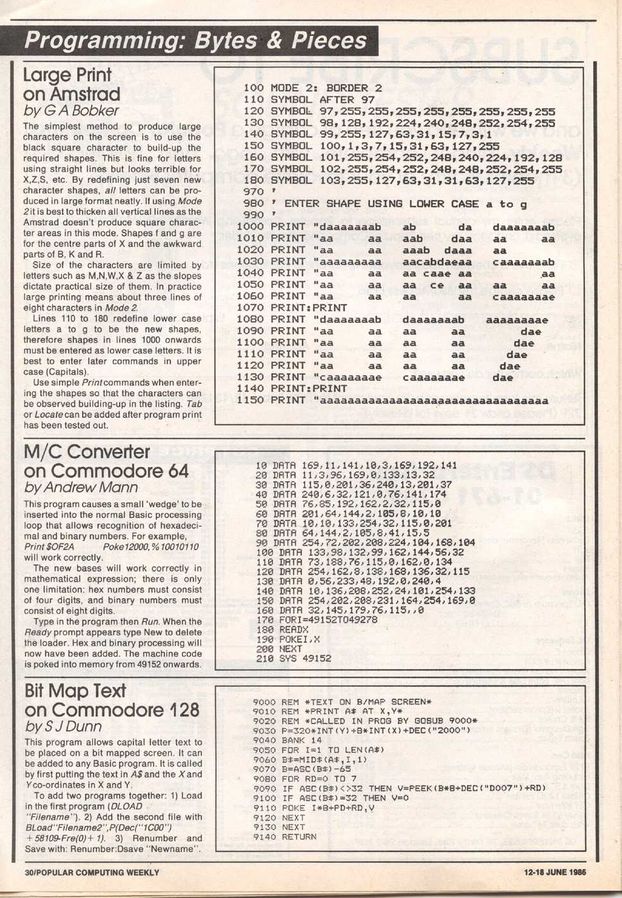 Programming: Bytes & Pieces
Large Print
on Amstrad
by G A Bobker
The simplest method to produce large
characters on the screen is to use the
black square character to build-up the
required shapes. This is fine for letters
using straight lines but looks terrible for
X,Z,S, etc. By redefining just seven new
character shapes, all letters can be pro-
duced in large format neatly. If using Mode
2 it is best to thicken all vertical lines as the
Amstrad doesn't produce square charac-
ter areas in this mode. Shapes f and g are
for the centre parts of X and the awkward
parts of B, K and R.
Size of the characters are limited by
letters such as M,N,W,X & Z as the slopes
dictate practical size of them. In practice
large printing means about three lines of
eight characters in Mode 2.
Lines 110 to 180 redefine lower case
letters a to g to be the new shapes,
therefore shapes in lines 1000 onwards
must be entered as lower case letters. It is
best to enter later commands in upper
case (Capitals).
Use simple Print commands when enter-
ing the shapes so that the characters can
be observed building-up in the listing. Tab
or Locate can be added after program print
has been tested out.
100 MODE 2: BORDER 2
110 SYMBOL AFTER 97
120 SYMBOL 97,255,255,255,255,255,255,255,255
130 SYMBOL 98,128,192,224,240,248,252,254,255
140 SYMBOL 99,255,127,63,31,15,7,3,1
150 SYMBOL 100,1,3,7,15,31,63,127,255
160 SYMBOL 101,255,254,252,248,240,224,192,128
170 SYMBOL 102,255,254,252,248,248,252,254,255
180 SYMBOL 103,255,127,63,31,31,63,127,255
970 '
980 ' ENTER SHAPE USING LOWER CASE a to g
990 '
1000 PRINT "daaaaaaab ab da daaaaaaab
1010 PRINT "aa aa aab daa aa aa
1020 PRINT "aa aa aaab daaa aa
1030 PRINT "aaaaaaaaa aacabdaeaa caaaaaaab
1040 PRINT "aa aa aa caae aa aa
1050 PRINT "aa aa aa ce aa aa aa
1060 PRINT "aa aa aa aa caaaaaaae
1070 PRINT:PRINT
1080 PRINT "daaaaaaab daaaaaaab aaaaaaaae
1090 PRINT "aa aa aa aa dae
1100 PRINT "aa aa aa aa dae
1110 PRINT "aa aa aa aa dae
1120 PRINT "aa aa aa aa dae
1130 PRINT "caaaaaaae caaaaaaae dae
1140 PRINT:PRINT
M/C Converter
on Commodore 64
by Andrew Mann
This program causes a small 'wedge' to be
inserted into the normal Basic processing
loop that allows recognition of hexadeci-
mal and binary numbers. For example,
Print $OF2A Poke12000,%10010110
will work correctly.
The new bases will work correctly in
mathematical expression; there is only
one limitation: hex numbers must consist
of four digits, and binary numbers must
consist of eight digits.
Type in the program then Run. When the
Ready prompt appears type New to delete
the loader. Hex and binary processing will
now have been added. The machine code
is poked into memory from 49152 onwards.
10 DATA 169,11,141,10,3,169,192,141
20 DATA 11,3,96,169,0,133,13,32
30 DATA 115,0,201,36,240,13,201,37
40 DATA 240,6,32,121,0,76,141,174
50 DATA 76,85,192,162,2,32,115,0
60 DATA 201,64,144,2,105,8,10,10
70 DATA 10,10,133,254,32,115,0,201
80 DATA 64,144,2,105,8,41,15,5
90 DATA 254,72,202,208,224,104,168,104
100 DATA 133,98,132,99,162,144,56,32
110 DATA 73,188,76,115,0,162,0,134
120 DATA 254,162,8,138,168,136,32,115
130 DATA 0,56,233,48,192,0,240,4
140 DATA 10,136,208,252,24,101,254,133
150 DATA 254,202,208,231,164,254,169,0
160 DATA 32,145,179,76,115,,0
170 FORI=49152TO49278
180 READX
190 POKEI,X
200 NEXT
210 SYS 49152
Bit Map Text
on Commodore 128
by S J Dunn
This program allows capital letter text to
be placed on a bit mapped screen. It can
be added to any Basic program. It is called
by first putting the text in A$ and the X and
Y co-ordinates in X and Y.
To add two programs together: 1) Load
in the first program (DLOAD
"Filename"). 2) Add the second file with
BLoad"Filename2",P(Dec("1C00")
+58109-Fre(0)+1). 3) Renumber and
Save with: Renumber:Dsave "Newname".
9000 REM *TEXT ON B/MAP SCREEN*
9010 REM *PRINT A$ AT X,Y*
9020 REM *CALLED IN PROG BY GOSUB 9000*
9030 P=320*INT(Y)+8*INT(X)+DEC("2000")
9040 BANK 14
9050 FOR I=1 TO LEN(A$)
9060 B$=MID$(A$,I,1)
9070 B=ASC(B$)-65
9080 FOR RD=0 TO 7
9090 IF ASC(B$)<>32 THEN V=PEEK(B*8+DEC("D007")+RD)
9100 IF ASC(B$)=32 THEN V=0
9110 POKE I*8+PD+RD,V
9120 NEXT
9130 NEXT
9140 RETURN
30/POPULAR COMPUTING WEEKLY
12-18 JUNE 1986